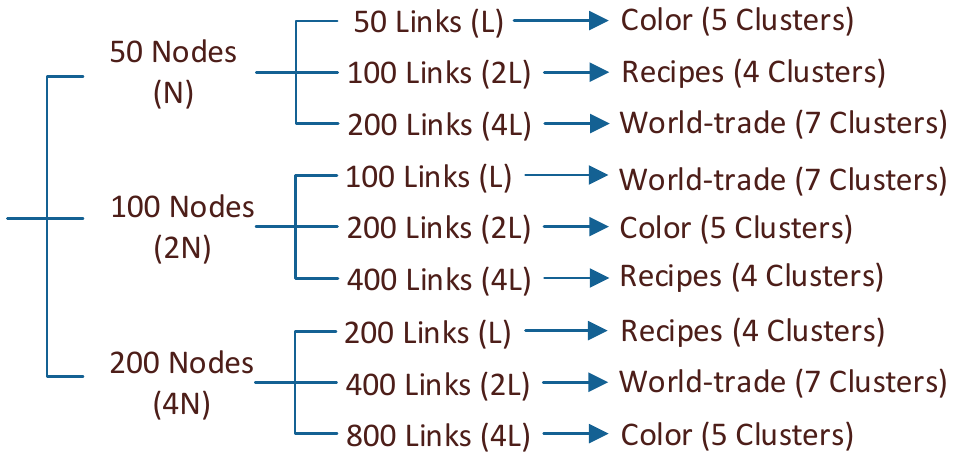 50 Nodes
(N)
50 Links (L)
Color (5 Clusters)
100 Links (2L)
Recipes (4 Clusters)
200 Links (4L)
World-trade (7 Clusters)
100 Nodes
(2N)
100 Links (L)
World-trade (7 Clusters)
200 Links (2L)
Color (5 Clusters)
400 Links (4L)
Recipes (4 Clusters)
200 Nodes
(4N)
200 Links (L)
Recipes (4 Clusters)
400 Links (2L)
World-trade (7 Clusters)
800 Links (4L)
Color (5 Clusters)